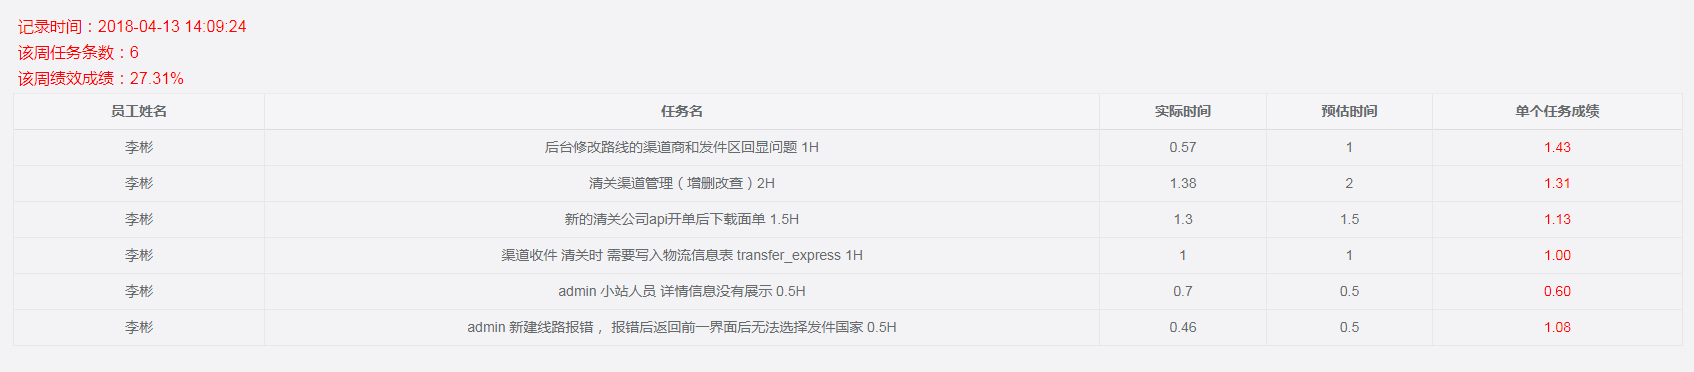 记录时间：2018-04-13 14:09:24
该周任务条数：6
该周绩效成绩：27.31%
员工姓名 任务名 实际时间 预估时间 单个任务成绩
李彬 后台修改路线的渠道商和发件区回显问题 1H 0.57 1 1.43
李彬 清关渠道管理（增删改查）2H 1.38 2 1.31
李彬 新的清关公司api开单后下载面单 1.5H 1.3 1.5 1.13
李彬 渠道收件 清关时 需要写入物流信息表 transfer_express 1H 1 1 1.00
李彬 admin 小站人员 详情信息没有展示 0.5H 0.7 0.5 0.60
李彬 admin 新建线路报错， 报错后返回前一界面后无法选择发件国家 0.5H 0.46 0.5 1.08